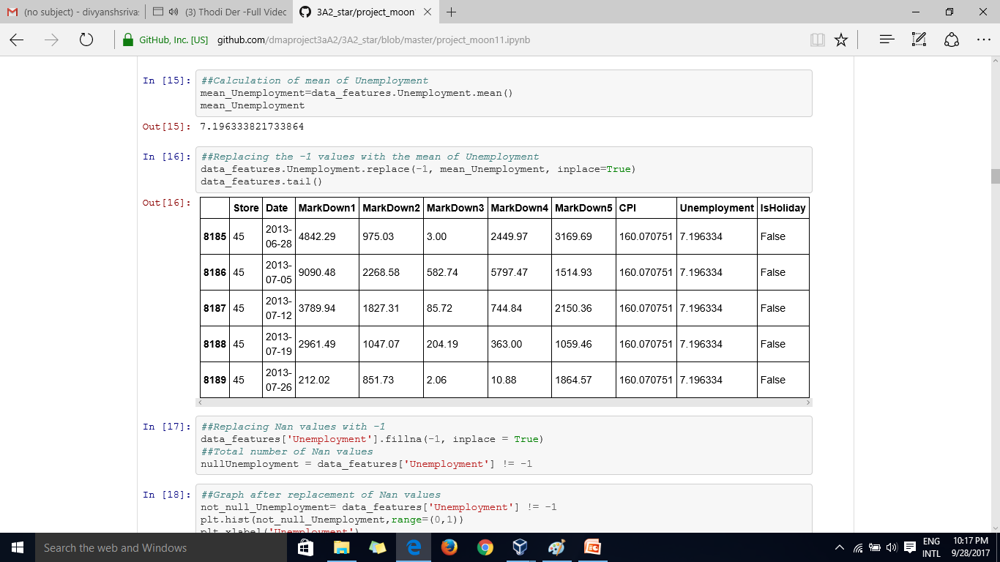 (no subject) - divyanshsriva
(3) Thodi Der -Full Videc
3A2_star/project_moon
GitHub, Inc. [US] github.com/dmaproject3aA2/3A2_star/blob/master/project_moon11.ipynb
In [15]: ##Calculation of mean of Unemployment
mean_Unemployment=data_features.Unemployment.mean()
mean_Unemployment
Out[15]: 7.196333821733864
In [16]: ##Replacing the -1 values with the mean of Unemployment
data_features.Unemployment.replace(-1, mean_Unemployment, inplace=True)
data_features.tail()
Out[16]:
Store Date MarkDown1 MarkDown2 MarkDown3 MarkDown4 MarkDown5 CPI Unemployment IsHoliday
8185 45 2013-06-28 4842.29 975.03 3.00 2449.97 3169.69 160.070751 7.196334 False
8186 45 2013-07-05 9090.48 2268.58 582.74 5797.47 1514.93 160.070751 7.196334 False
8187 45 2013-07-12 3789.94 1827.31 85.72 744.84 2150.36 160.070751 7.196334 False
8188 45 2013-07-19 2961.49 1047.07 204.19 363.00 1059.46 160.070751 7.196334 False
8189 45 2013-07-26 212.02 851.73 2.06 10.88 1864.57 160.070751 7.196334 False
In [17]: ##Replacing Nan values with -1
data_features['Unemployment'].fillna(-1, inplace = True)
##Total number of Nan values
nullUnemployment = data_features['Unemployment'] != -1
In [18]: ##Graph after replacement of Nan values
not_null_Unemployment= data_features['Unemployment'] != -1
plt.hist(not_null_Unemployment,range=(0,1))
plt.xlabel('Unemployment')
Search the web and Windows
ENG
INTL
10:17 PM
9/28/2017